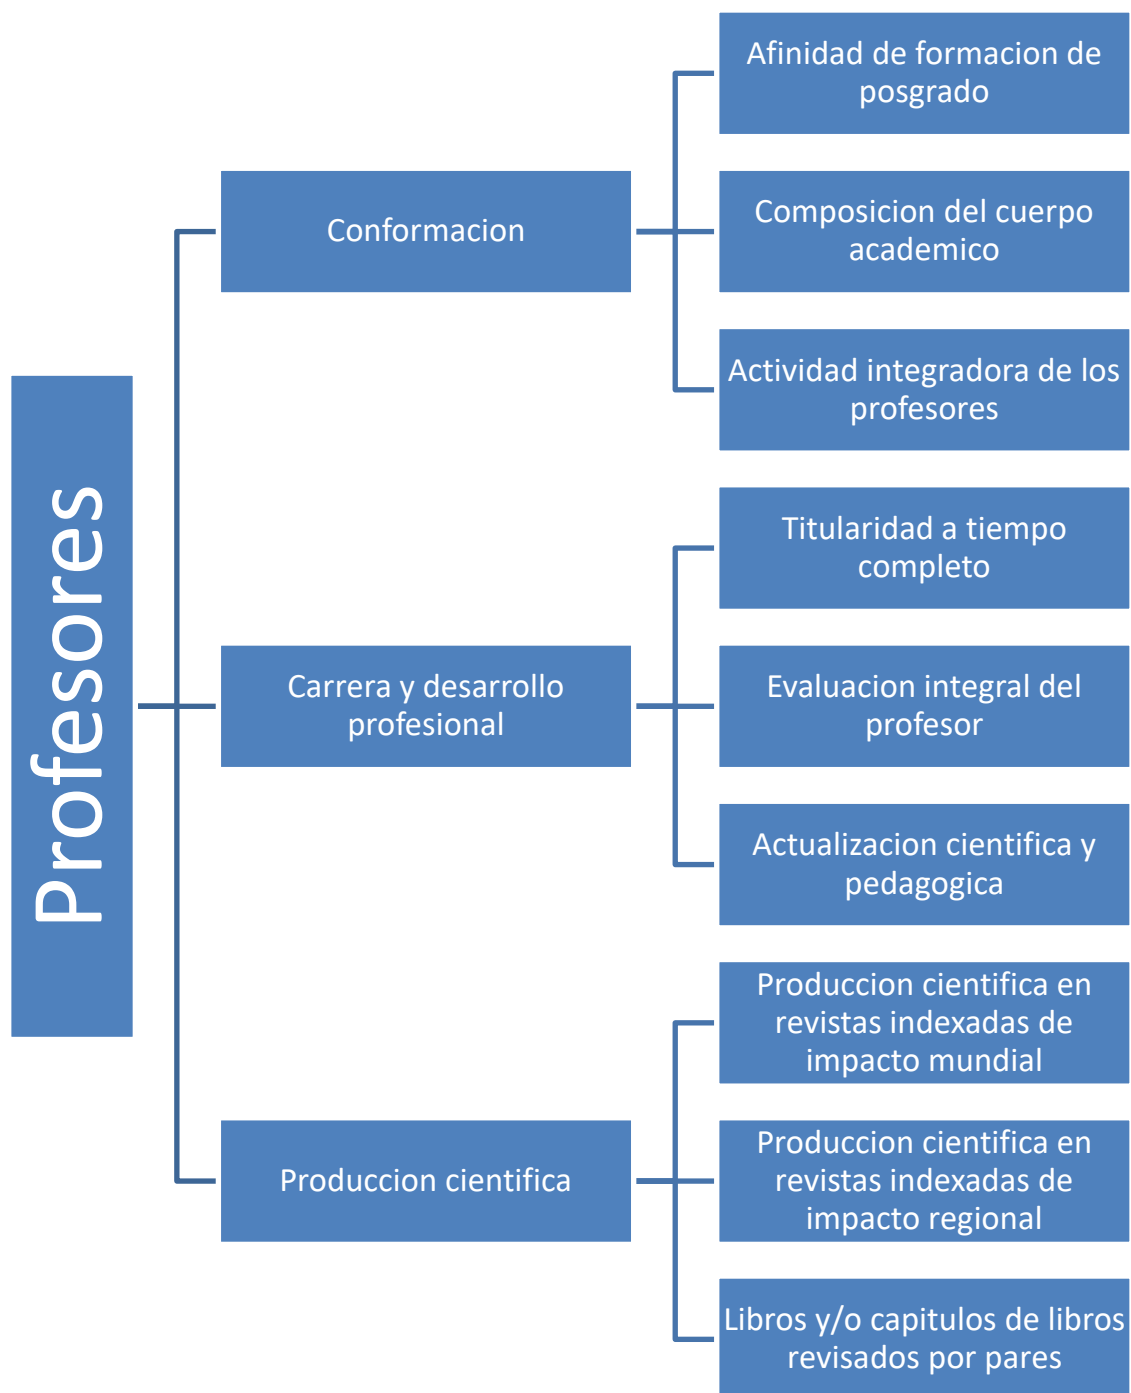 Profesores
Conformacion
Afinidad de formacion de
posgrado
Composicion del cuerpo
academico
Actividad integradora de los
profesores
Carrera y desarrollo
profesional
Titularidad a tiempo
completo
Evaluacion integral del
profesor
Actualizacion cientifica y
pedagogica
Produccion cientifica
Produccion cientifica en
revistas indexadas de
impacto mundial
Produccion cientifica en
revistas indexadas de
impacto regional
Libros y/o capitulos de libros
revisados por pares